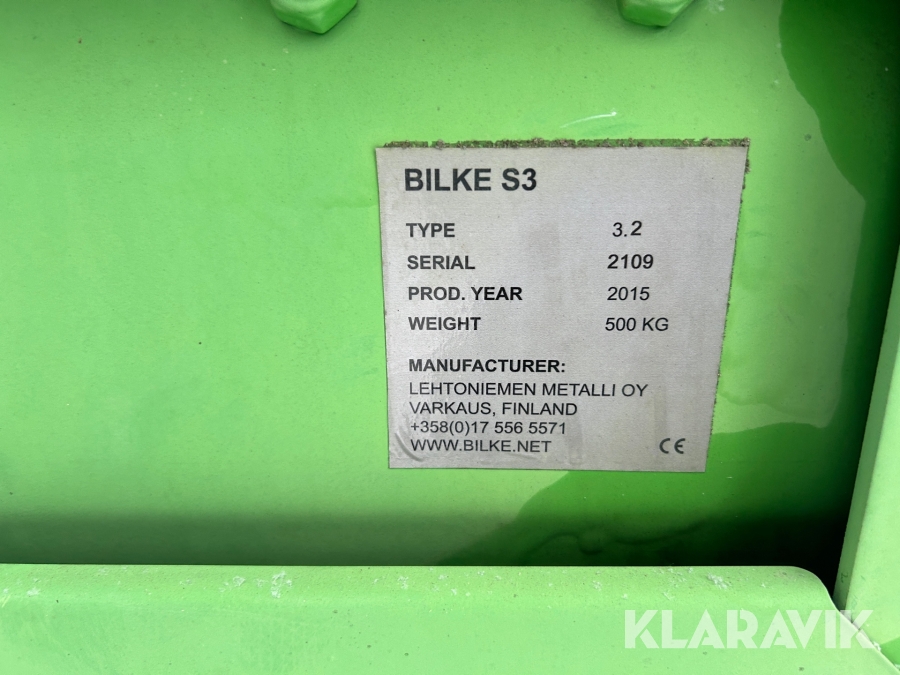 BILKE S3
TYPE 3.2
SERIAL 2109
PROD. YEAR 2015
WEIGHT 500 KG
MANUFACTURER:
LEHTONIEMEN METALLI OY
VARKAUS, FINLAND
+358(0)17 556 5571
WWW.BILKE.NET CE
KLARAVIK